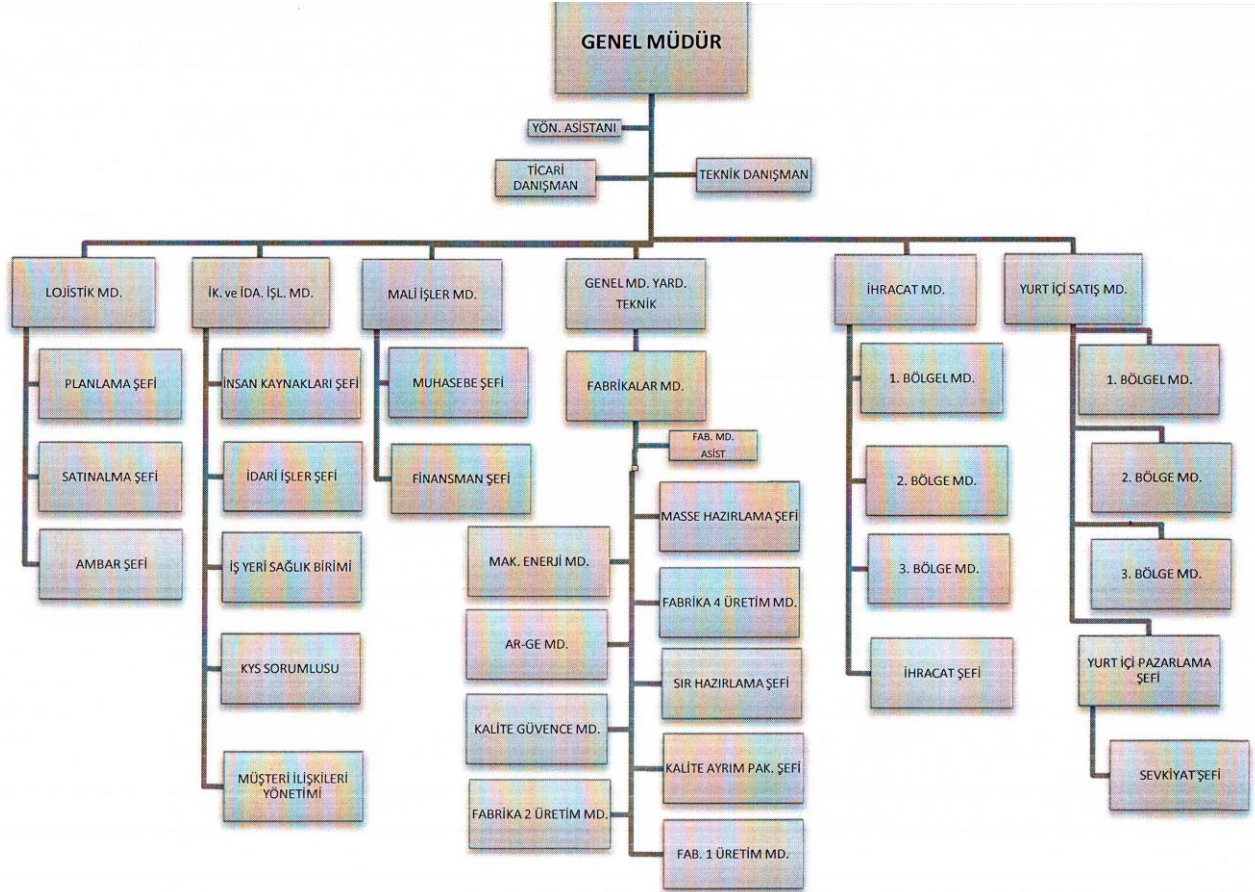 GENEL MÜDÜR
YÖN. ASİSTANI
TİCARİ
DANIŞMAN
TEKNİK DANIŞMAN
LOJİSTİK MD.
İK. ve İDA. İŞL. MD.
MALİ İŞLER MD.
GENEL MD. YARD.
TEKNİK
İHRACAT MD.
YURT İÇİ SATIŞ MD.
PLANLAMA ŞEFİ
SATINALMA ŞEFİ
AMBAR ŞEFİ
İNSAN KAYNAKLARI ŞEFİ
İDARİ İŞLER ŞEFİ
İŞ YERİ SAĞLIK BİRİMİ
KYS SORUMLUSU
MÜŞTERİ İLİŞKİLERİ
YÖNETİMİ
MUHASEBE ŞEFİ
FİNANSMAN ŞEFİ
FABRİKALAR MD.
FAB. MD.
ASİST
MASSE HAZIRLAMA ŞEFİ
MAK. ENERJİ MD.
FABRİKA 4 ÜRETİM MD.
AR-GE MD.
SIR HAZIRLAMA ŞEFİ
KALİTE GÜVENCE MD.
KALİTE AYRIM PAK. ŞEFİ
FABRİKA 2 ÜRETİM MD.
FAB. 1 ÜRETİM MD.
1. BÖLGEL MD.
2. BÖLGE MD.
3. BÖLGE MD.
İHRACAT ŞEFİ
1. BÖLGEL MD.
2. BÖLGE MD.
3. BÖLGE MD.
YURT İÇİ PAZARLAMA
ŞEFİ
SEVKİYAT ŞEFİ